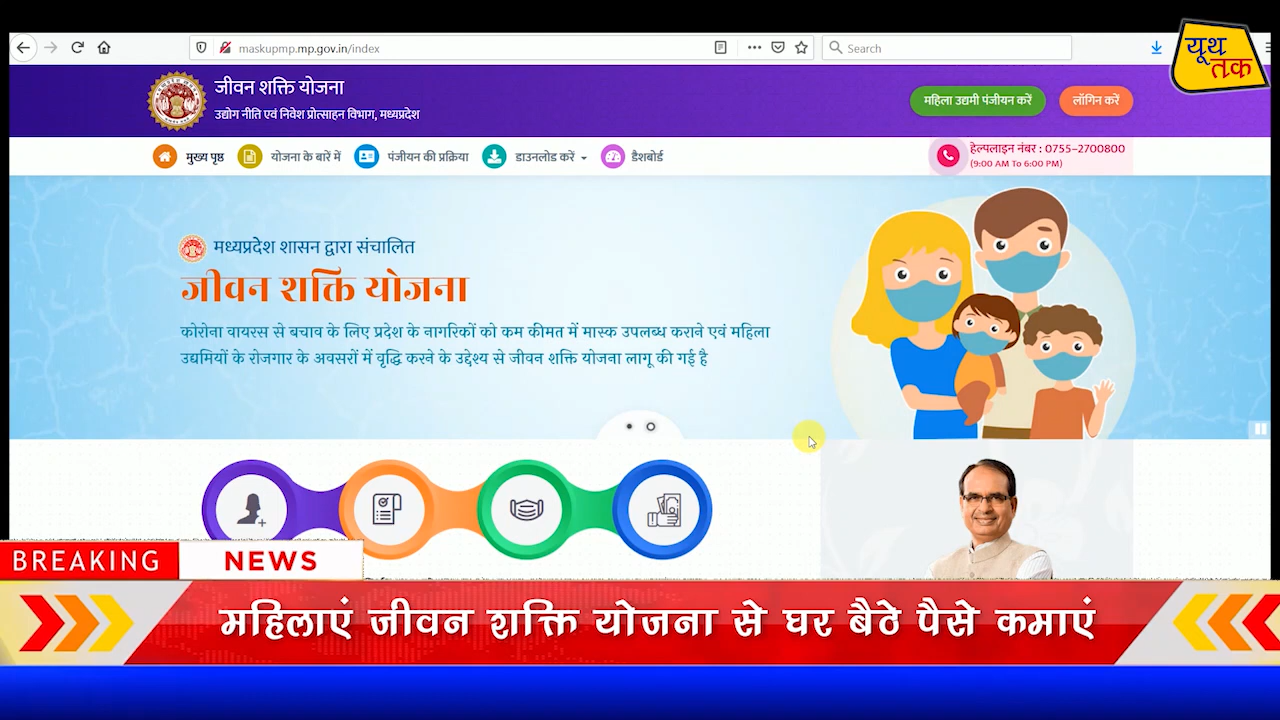 maskupmp.mp.gov.in/index
Search
यूथ
तक
जीवन शक्ति योजना
उद्योग नीति एवं निवेश प्रोत्साहन विभाग, मध्यप्रदेश
महिला उद्यमी पंजीयन करें
लॉगिन करें
मुख्य पृष्ठ योजना के बारें में पंजीयन की प्रक्रिया डाउनलोड करें डैशबोर्ड
हेल्पलाइन नंबर : 0755-2700800
(9:00 AM To 6:00 PM)
मध्यप्रदेश शासन द्वारा संचालित
जीवन शक्ति योजना
कोरोना वायरस से बचाव के लिए प्रदेश के नागरिकों को कम कीमत में मास्क उपलब्ध कराने एवं महिला
उद्यमियों के रोजगार के अवसरों में वृद्धि करने के उद्देश्य से जीवन शक्ति योजना लागू की गई है
BREAKING NEWS
महिलाएं जीवन शक्ति योजना से घर बैठे पैसे कमाएं